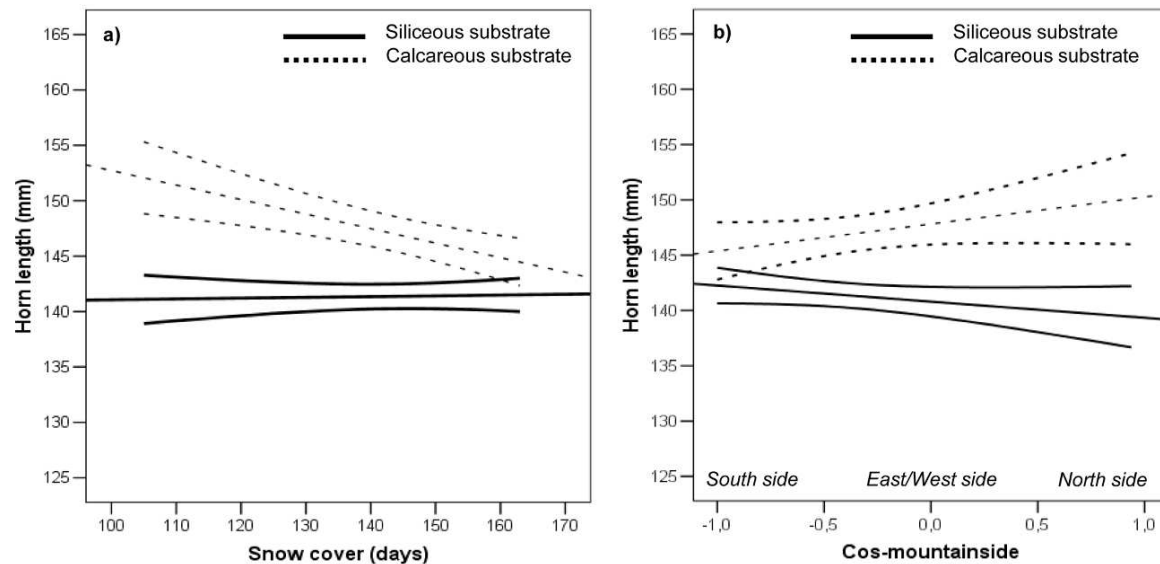 a)
Siliceous substrate
Calcareous substrate
165
160
155
150
145
140
135
130
125
Horn length (mm)
100 110 120 130 140 150 160 170
Snow cover (days)
b)
Siliceous substrate
Calcareous substrate
165
160
155
150
145
140
135
130
125
Horn length (mm)
South side East/West side North side
-1,0 -0,5 0,0 0,5 1,0
Cos-mountainside